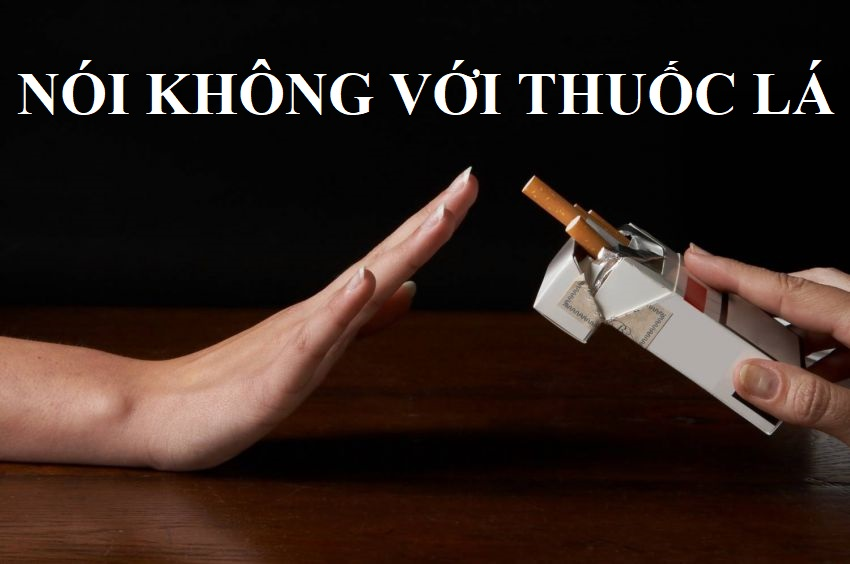 NÓI KHÔNG VỚI THUỐC LÁ